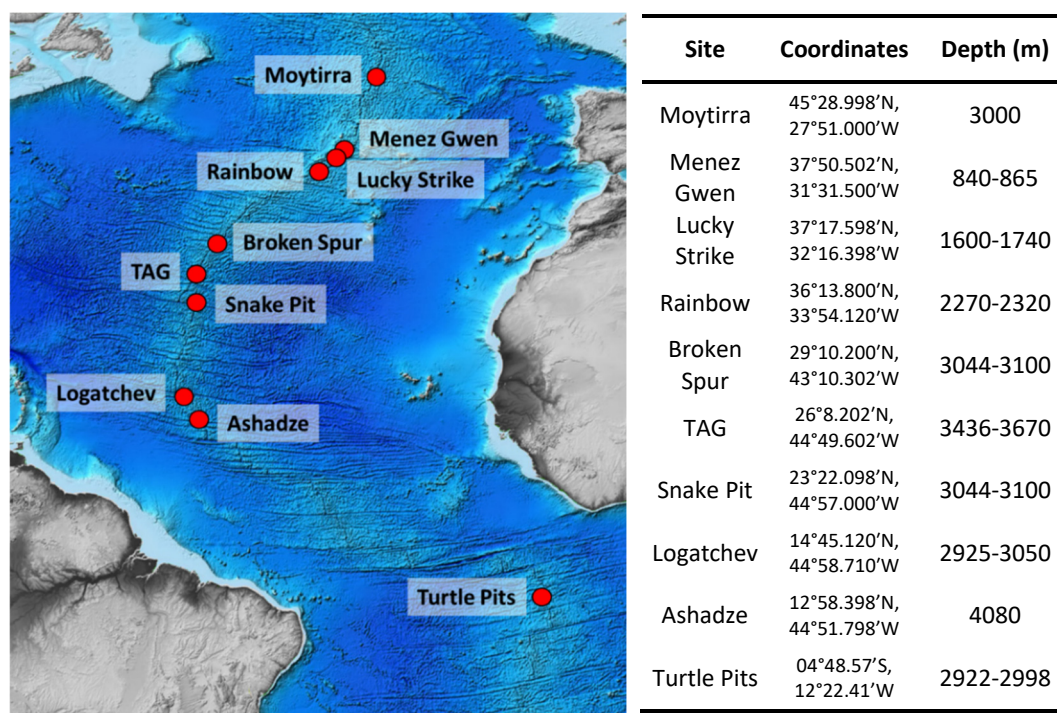 Moytirra
Menez Gwen
Rainbow
Lucky Strike
Broken Spur
TAG
Snake Pit
Logatchev
Ashadze
Turtle Pits
Site Coordinates Depth (m)
Moytirra 45°28.998’N, 3000
27°51.000’W
Menez 37°50.502’N, 840-865
Gwen 31°31.500’W
Lucky 37°17.598’N, 1600-1740
Strike 32°16.398’W
Rainbow 36°13.800’N, 2270-2320
33°54.120’W
Broken 29°10.200’N, 3044-3100
Spur 43°10.302’W
TAG 26°8.202’N, 3436-3670
44°49.602’W
Snake Pit 23°22.098’N, 3044-3100
44°57.000’W
Logatchev 14°45.120’N, 2925-3050
44°58.710’W
Ashadze 12°58.398’N, 4080
44°51.798’W
Turtle Pits 04°48.57’S, 2922-2998
12°22.41’W